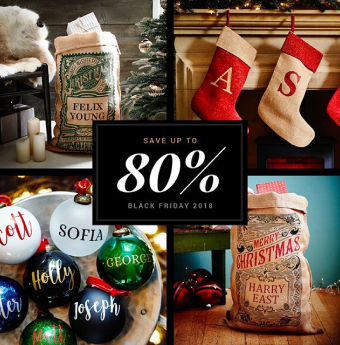 FELIX
YOUNG
A
S
SAVE UP TO
80%
BLACK FRIDAY 2018
SOFIA
GEORGE
Holly
Joseph
MERRY
CHRISTMAS
HARRY
EAST